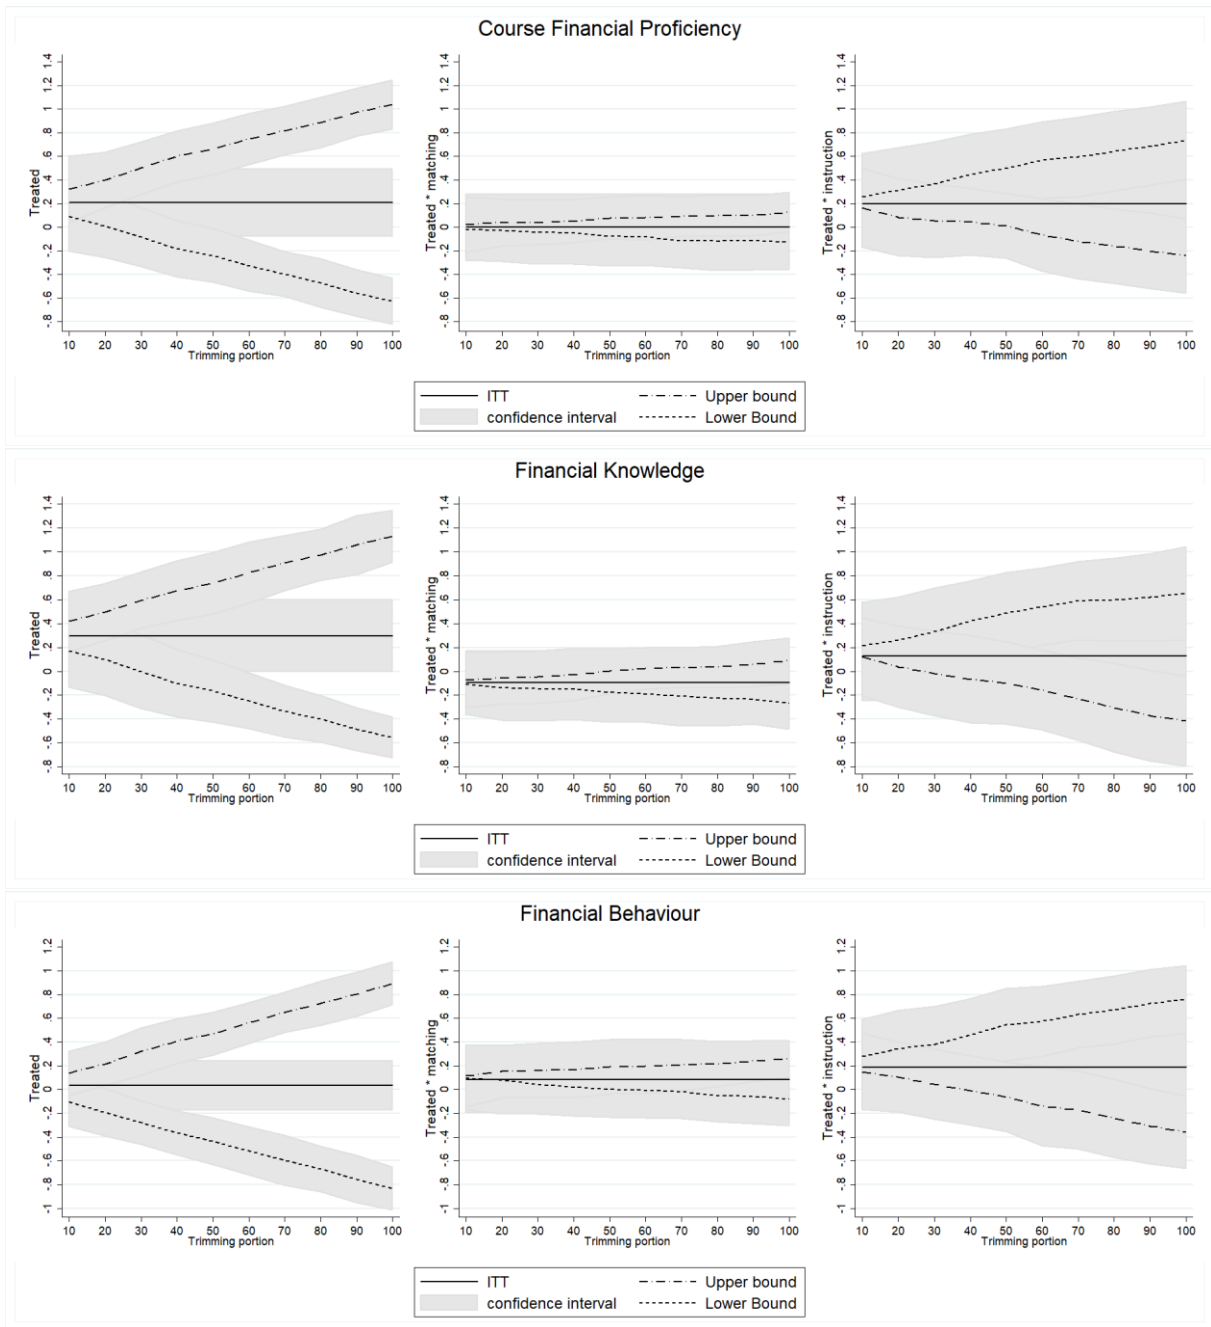 Course Financial Proficiency
Treated
-.8 -.6 -.4 -.2 0 .2 .4 .6 .8 1 1.2 1.4
10 20 30 40 50 60 70 80 90 100
Trimming portion
Treated * matching
-.8 -.6 -.4 -.2 0 .2 .4 .6 .8 1 1.2 1.4
10 20 30 40 50 60 70 80 90 100
Trimming portion
Treated * instruction
-.8 -.6 -.4 -.2 0 .2 .4 .6 .8 1 1.2 1.4
10 20 30 40 50 60 70 80 90 100
Trimming portion
ITT Upper bound
confidence interval Lower Bound
Financial Knowledge
Treated
-.8 -.6 -.4 -.2 0 .2 .4 .6 .8 1 1.2 1.4
10 20 30 40 50 60 70 80 90 100
Trimming portion
Treated * matching
-.8 -.6 -.4 -.2 0 .2 .4 .6 .8 1 1.2 1.4
10 20 30 40 50 60 70 80 90 100
Trimming portion
Treated * instruction
-.8 -.6 -.4 -.2 0 .2 .4 .6 .8 1 1.2 1.4
10 20 30 40 50 60 70 80 90 100
Trimming portion
ITT Upper bound
confidence interval Lower Bound
Financial Behaviour
Treated
-1 -.8 -.6 -.4 -.2 0 .2 .4 .6 .8 1 1.2
10 20 30 40 50 60 70 80 90 100
Trimming portion
Treated * matching
-1 -.8 -.6 -.4 -.2 0 .2 .4 .6 .8 1 1.2
10 20 30 40 50 60 70 80 90 100
Trimming portion
Treated * instruction
-1 -.8 -.6 -.4 -.2 0 .2 .4 .6 .8 1 1.2
10 20 30 40 50 60 70 80 90 100
Trimming portion
ITT Upper bound
confidence interval Lower Bound